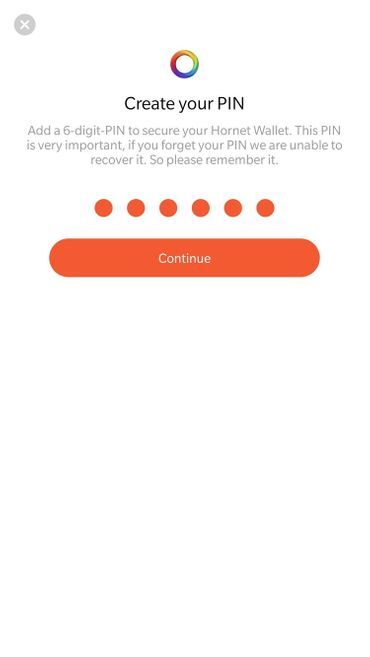 Create your PIN
Add a 6-digit-PIN to secure your Hornet Wallet. This PIN
is very important, if you forget your PIN we are unable to
recover it. So please remember it.
Continue